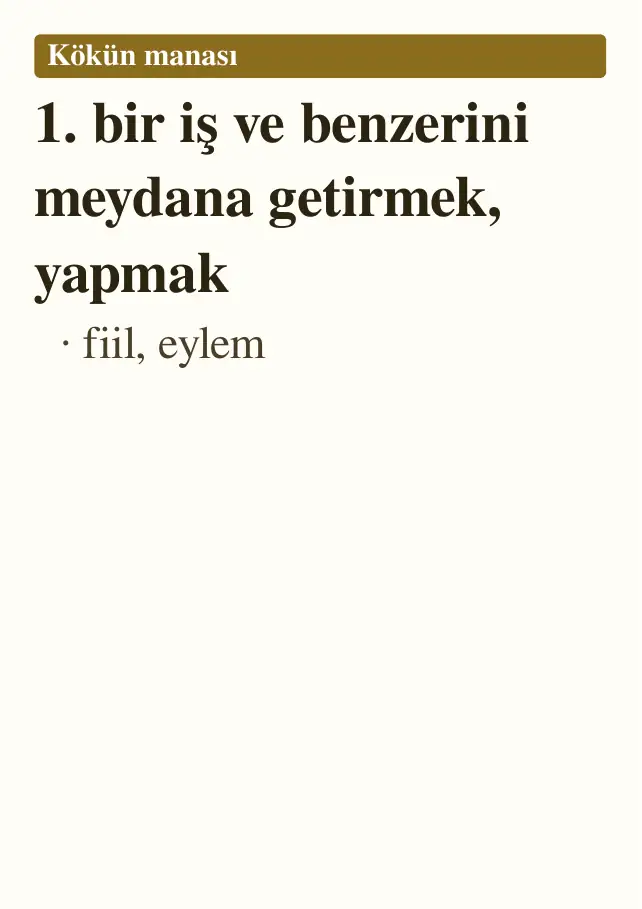 Kökün manası
1. bir iş ve benzerini
meydana getirmek,
yapmak
· fiil, eylem